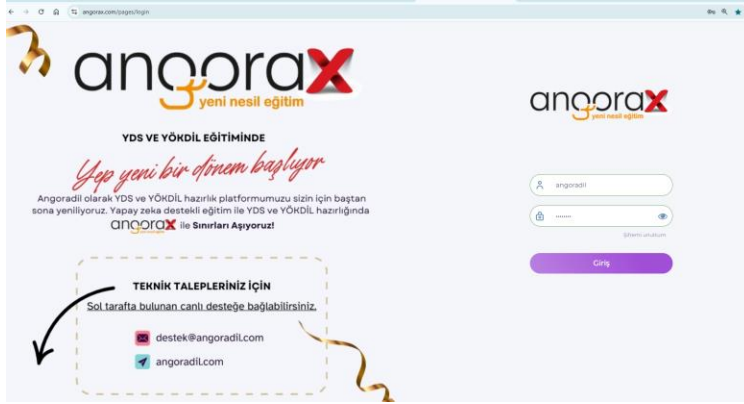 angorax.com/pages/login
angorax
yeni nesil eğitim
YDS VE YÖKDİL EĞİTİMİNDE
Yep yeni bir dönem başlıyor
Angoradil olarak YDS ve YÖKDİL hazırlık platformumuzu sizin için baştan
sona yeniliyoruz. Yapay zeka destekli eğitim ile YDS ve YÖKDİL hazırlığında
angorax ile Sınırları Aşıyoruz!
TEKNİK TALEPLERİNİZ İÇİN
Sol tarafta bulunan canlı desteğe bağlabilirsiniz.
destek@angoradil.com
angoradil.com
angorax
yeni nesil eğitim
angoradil
Şifremi unuttum
Giriş